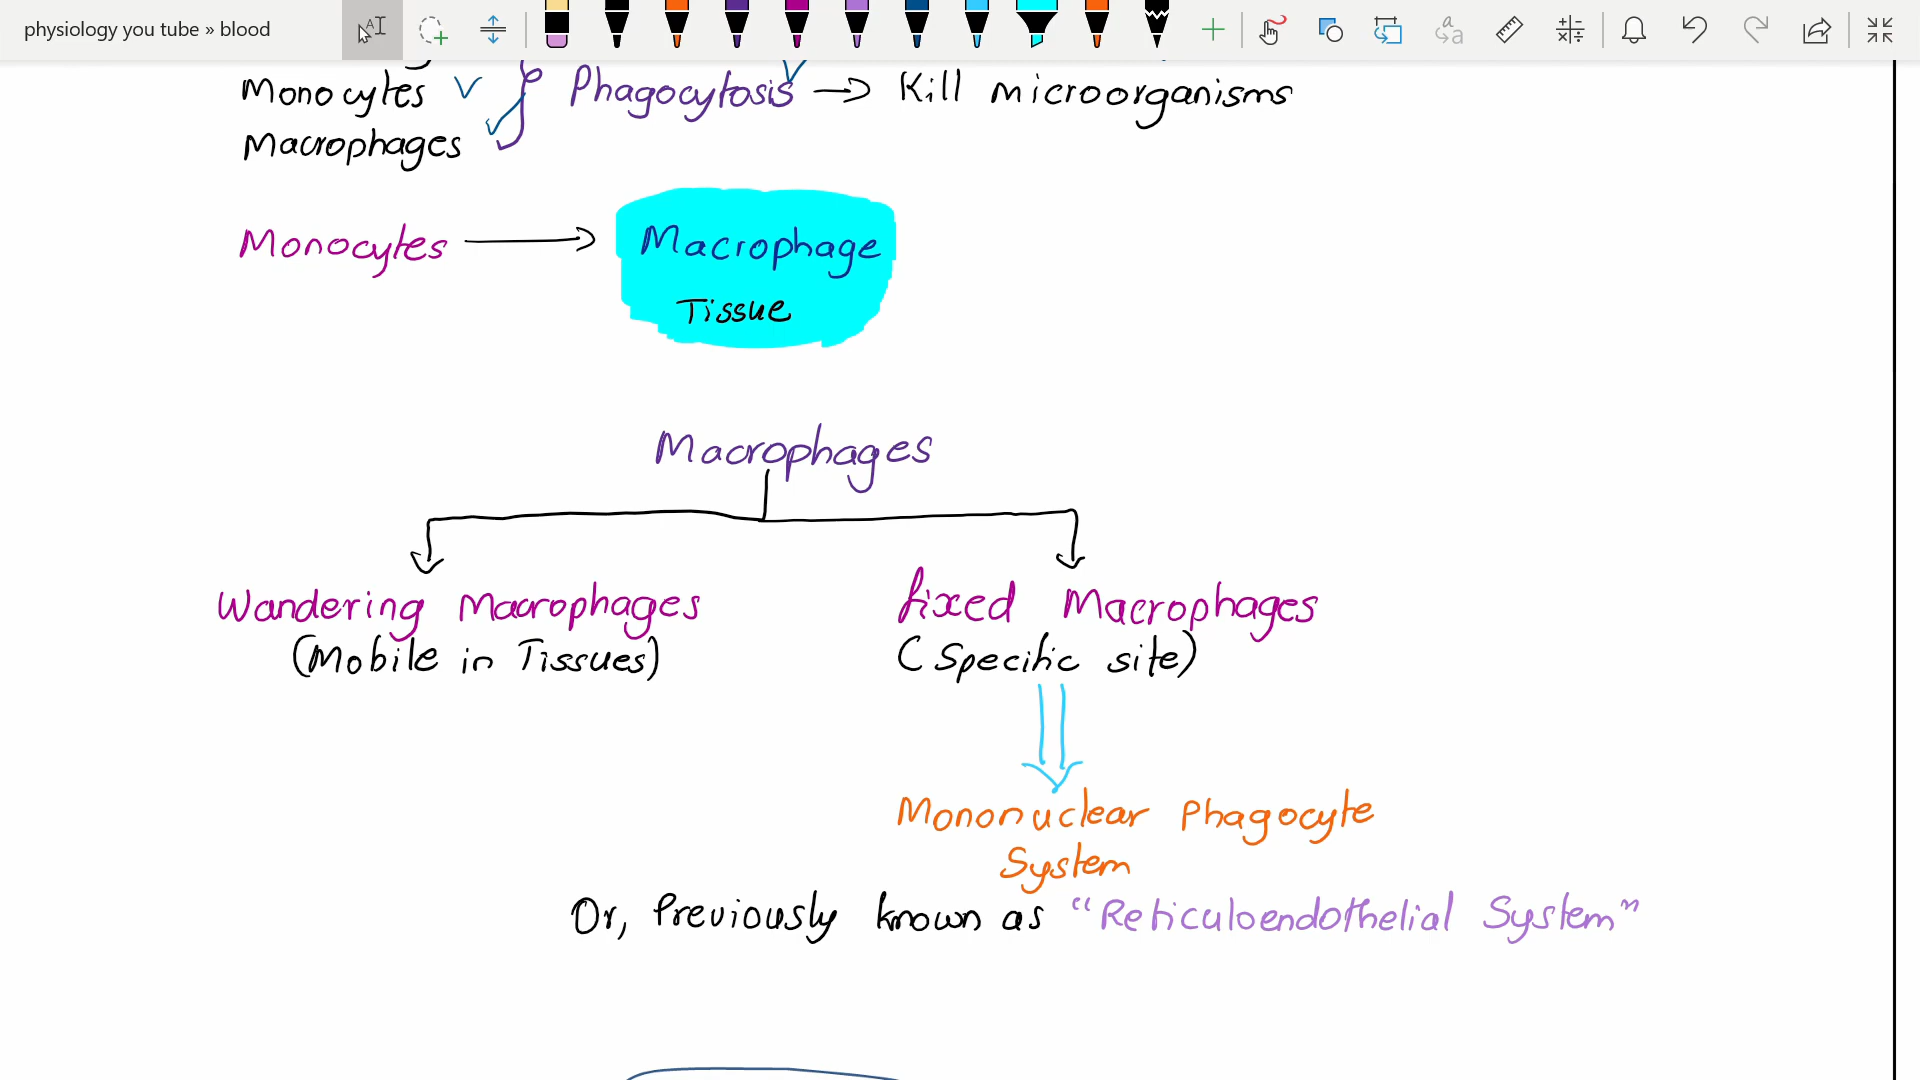 physiology you tube » blood
Monocytes Phagocytosis → Kill microorganisms
Macrophages
Monocytes → Macrophage
Tissue
Macrophages
Wandering Macrophages fixed Macrophages
(Mobile in Tissues) (Specific site)
Mononuclear Phagocyte
System
Or, Previously known as "Reticuloendothelial System"